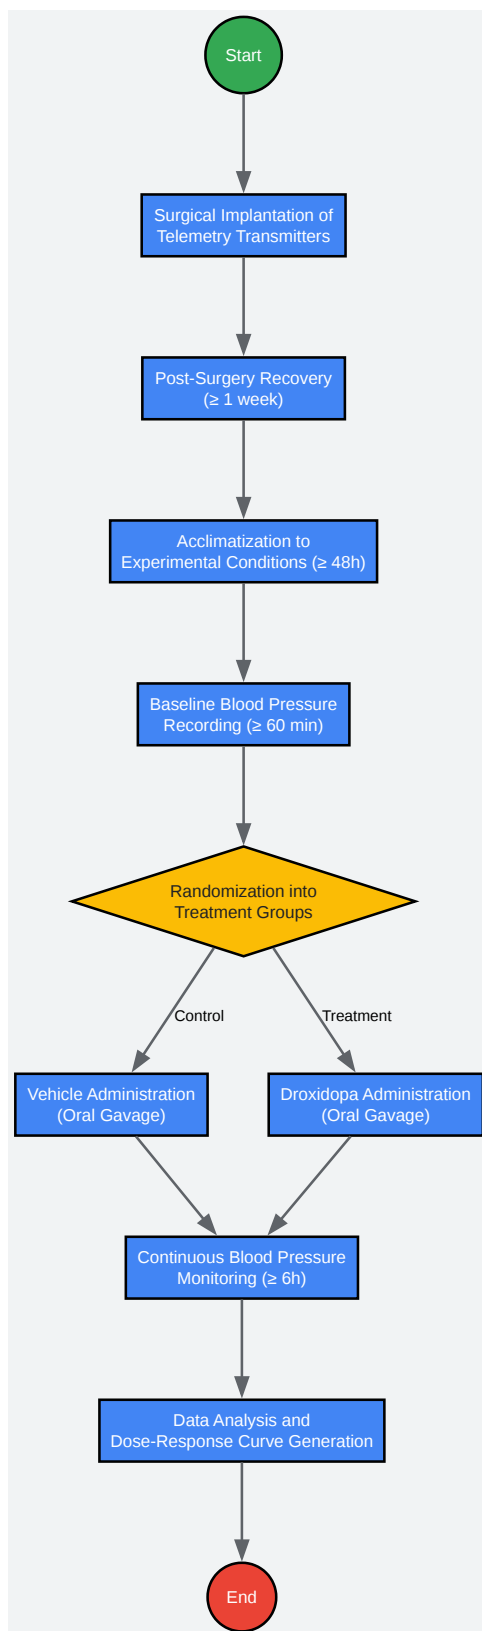 Start
Surgical Implantation of
Telemetry Transmitters
Post-Surgery Recovery
(≥ 1 week)
Acclimatization to
Experimental Conditions (≥ 48h)
Baseline Blood Pressure
Recording (≥ 60 min)
Randomization into
Treatment Groups
Control
Treatment
Vehicle Administration
(Oral Gavage)
Droxidopa Administration
(Oral Gavage)
Continuous Blood Pressure
Monitoring (≥ 6h)
Data Analysis and
Dose-Response Curve Generation
End